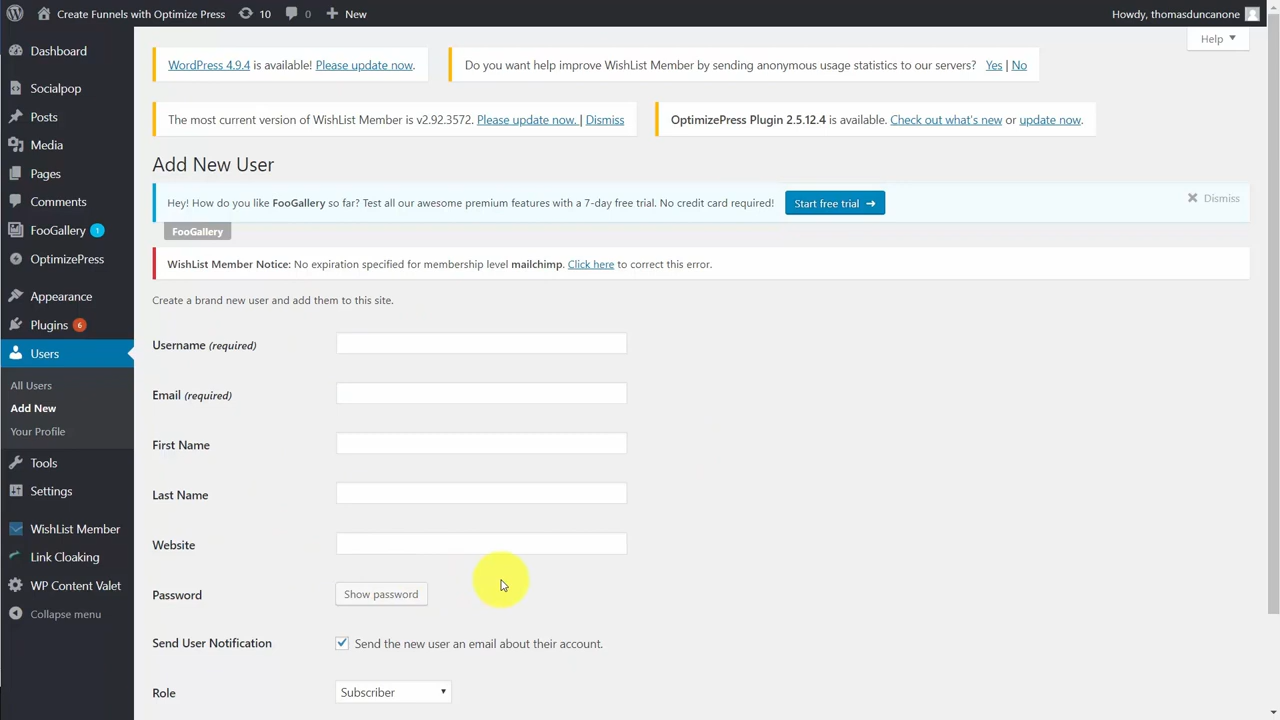 Create Funnels with Optimize Press 10 0 New Howdy, thomasduncanone
Help
Dashboard
Socialpop
Posts
Media
Pages
Comments
FooGallery 1
OptimizePress
Appearance
Plugins 6
Users
All Users
Add New
Your Profile
Tools
Settings
WishList Member
Link Cloaking
WP Content Valet
Collapse menu
WordPress 4.9.4 is available! Please update now.
Do you want help improve WishList Member by sending anonymous usage statistics to our servers? Yes | No
The most current version of WishList Member is v2.92.3572. Please update now. | Dismiss
OptimizePress Plugin 2.5.12.4 is available. Check out what's new or update now.
Add New User
Hey! How do you like FooGallery so far? Test all our awesome premium features with a 7-day free trial. No credit card required! Start free trial → Dismiss
FooGallery
WishList Member Notice: No expiration specified for membership level mailchimp. Click here to correct this error.
Create a brand new user and add them to this site.
Username (required)
Email (required)
First Name
Last Name
Website
Password Show password
Send User Notification Send the new user an email about their account.
Role Subscriber